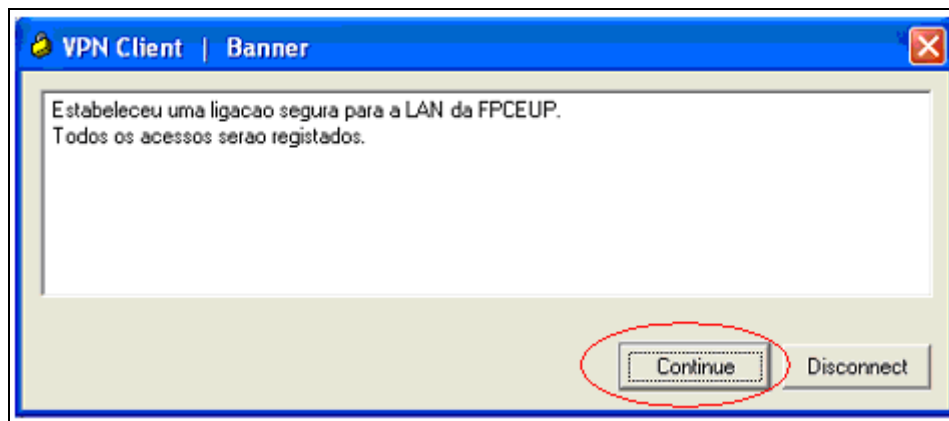 VPN Client | Banner
Estabeleceu uma ligacao segura para a LAN da FPCEUP.
Todos os acessos serao registados.
Continue
Disconnect